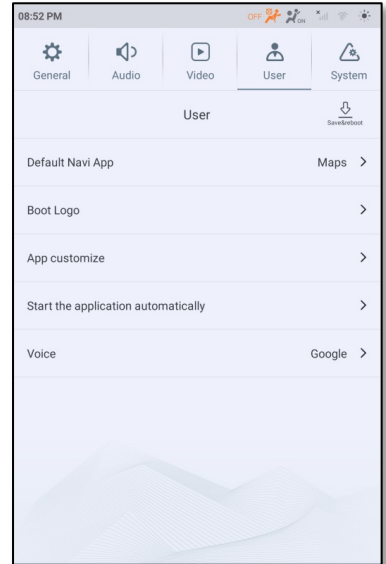 08:52 PM OFF ON
General Audio Video User System
User
Save&reboot
Default Navi App Maps
Boot Logo
App customize
Start the application automatically
Voice Google